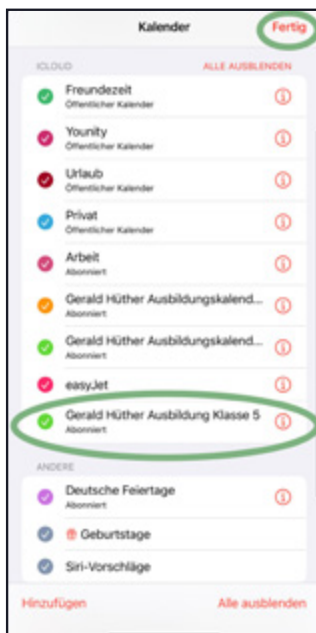 Kalender
Fertig
ICLOUD
ALLE AUSBLENDEN
Freundezeit
Öffentlicher Kalender
Younity
Öffentlicher Kalender
Urlaub
Öffentlicher Kalender
Privat
Öffentlicher Kalender
Arbeit
Abonniert
Gerald Hüther Ausbildungskalend...
Abonniert
Gerald Hüther Ausbildungskalend...
Abonniert
easyJet
Gerald Hüther Ausbildung Klasse 5
Abonniert
ANDERE
Deutsche Feiertage
Abonniert
Geburtstage
Siri-Vorschläge
Hinzufügen
Alle ausblenden